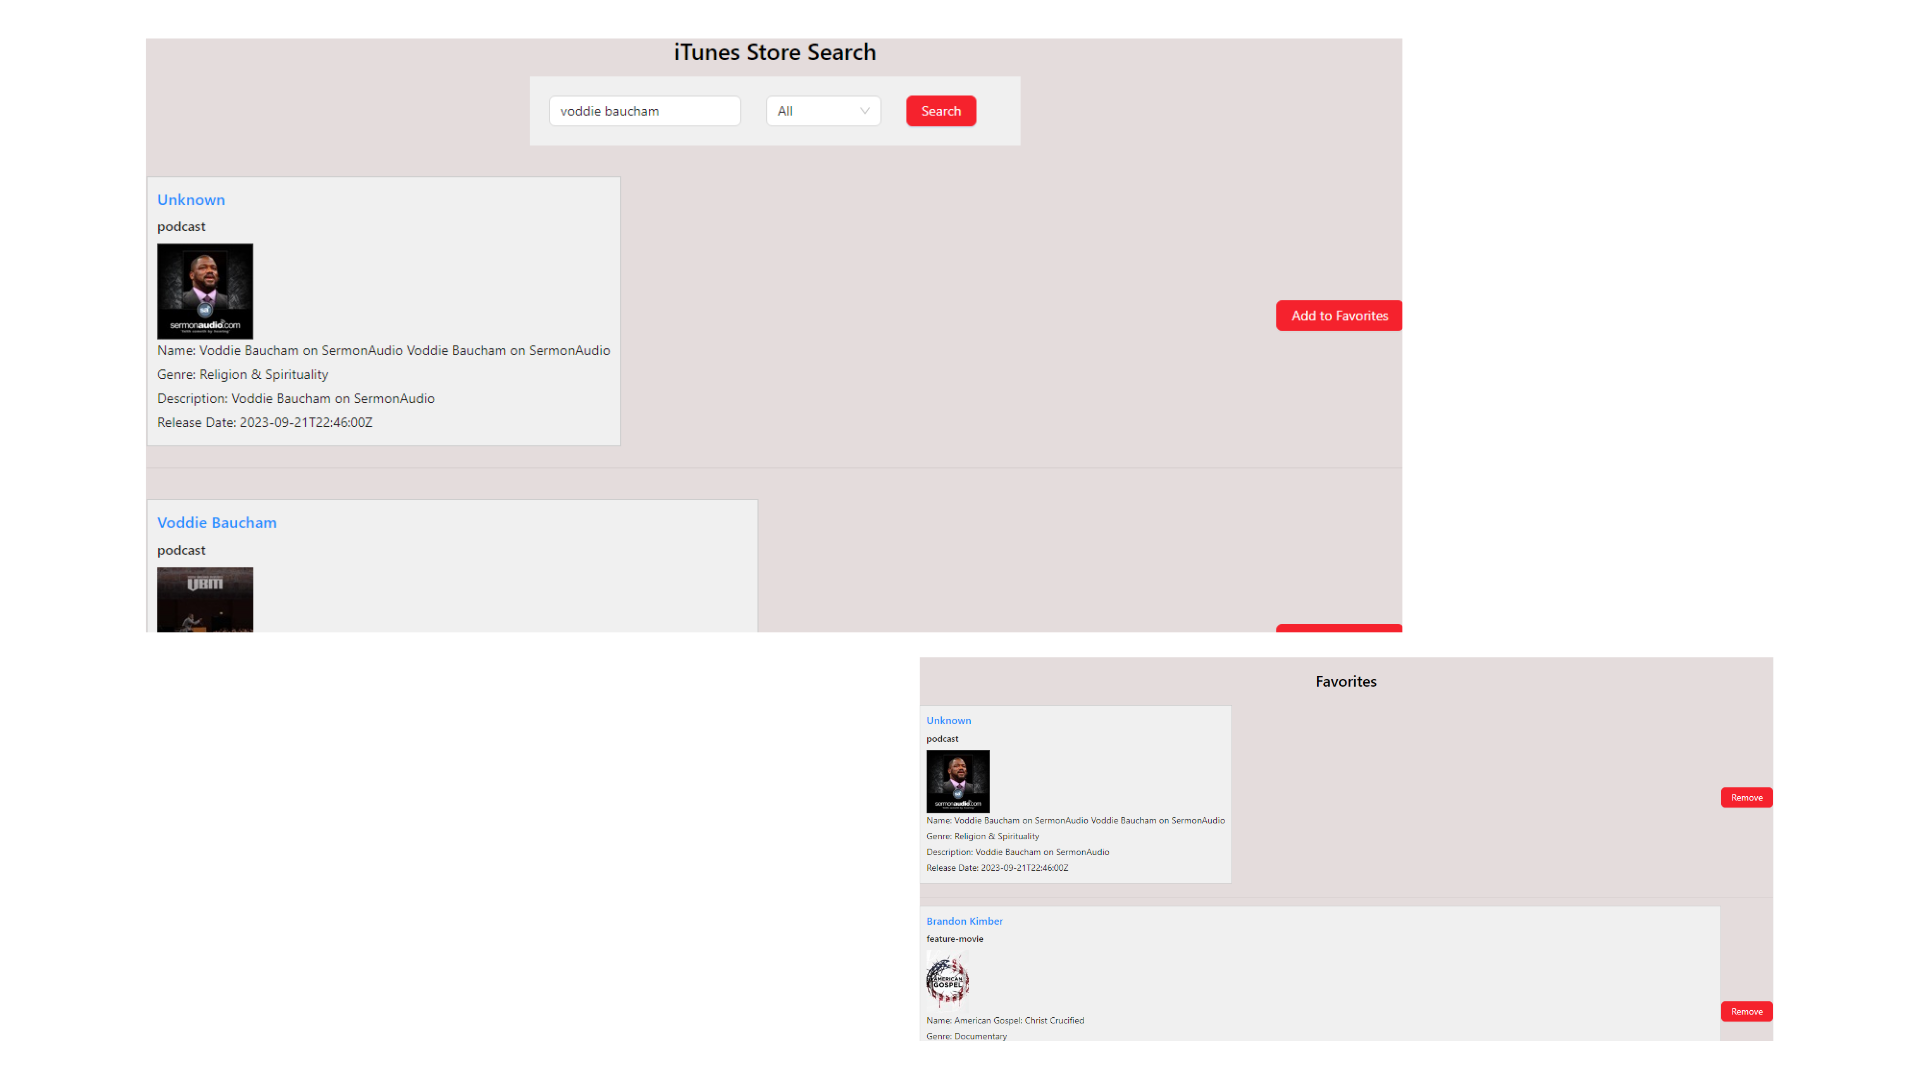 iTunes Store Search
voddie baucham
All
Search
Unknown
podcast
sermonaudio.com
Name: Voddie Baucham on SermonAudio Voddie Baucham on SermonAudio
Genre: Religion & Spirituality
Description: Voddie Baucham on SermonAudio
Release Date: 2023-09-21T22:46:00Z
Add to Favorites
Voddie Baucham
podcast
VBM
Favorites
Unknown
podcast
sermonaudio.com
Name: Voddie Baucham on SermonAudio Voddie Baucham on SermonAudio
Genre: Religion & Spirituality
Description: Voddie Baucham on SermonAudio
Release Date: 2023-09-21T22:46:00Z
Remove
Brandon Kimber
feature-movie
AMERICAN
GOSPEL
Name: American Gospel: Christ Crucified
Genre: Documentary
Remove